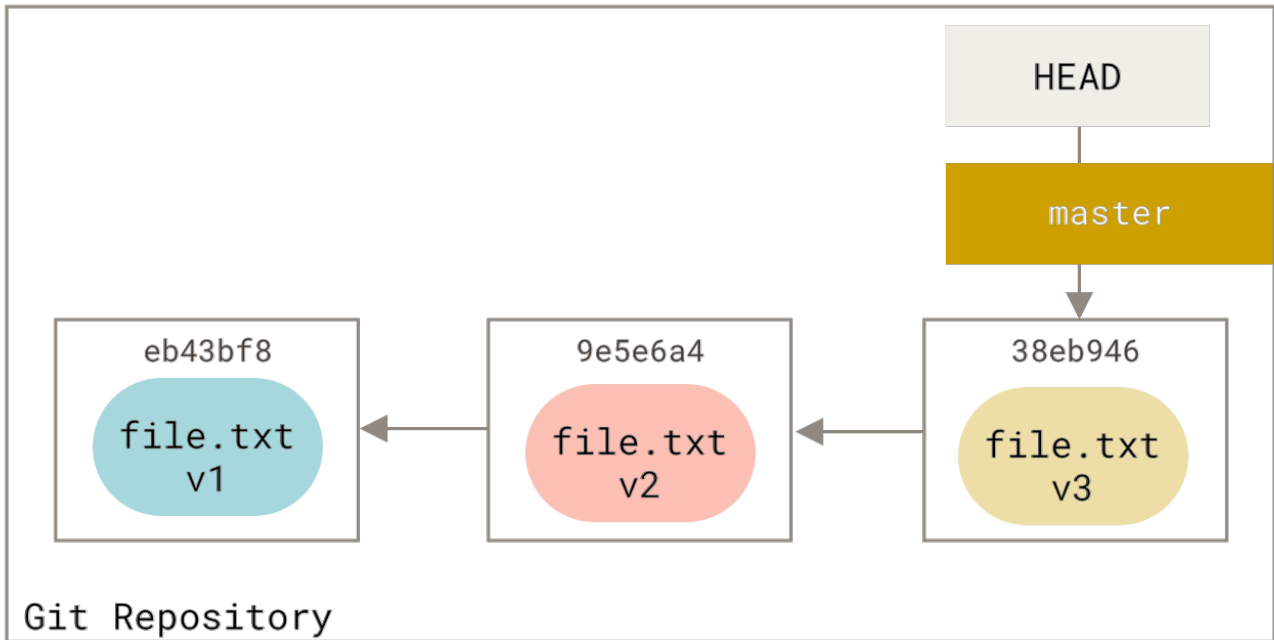 HEAD
master
eb43bf8
9e5e6a4
38eb946
file.txt
v1
file.txt
v2
file.txt
v3
Git Repository